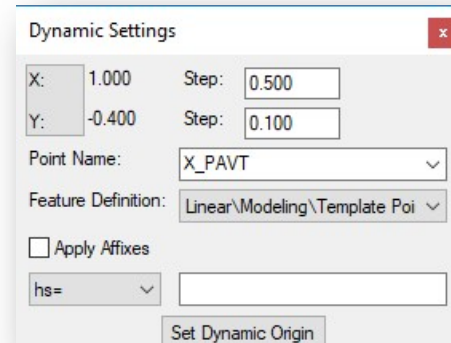 Dynamic Settings x
X: 1.000 Step: 0.500
Y: -0.400 Step: 0.100
Point Name: X_PAVT
Feature Definition: Linear\Modeling\Template Poi
Apply Affixes
hs=
Set Dynamic Origin